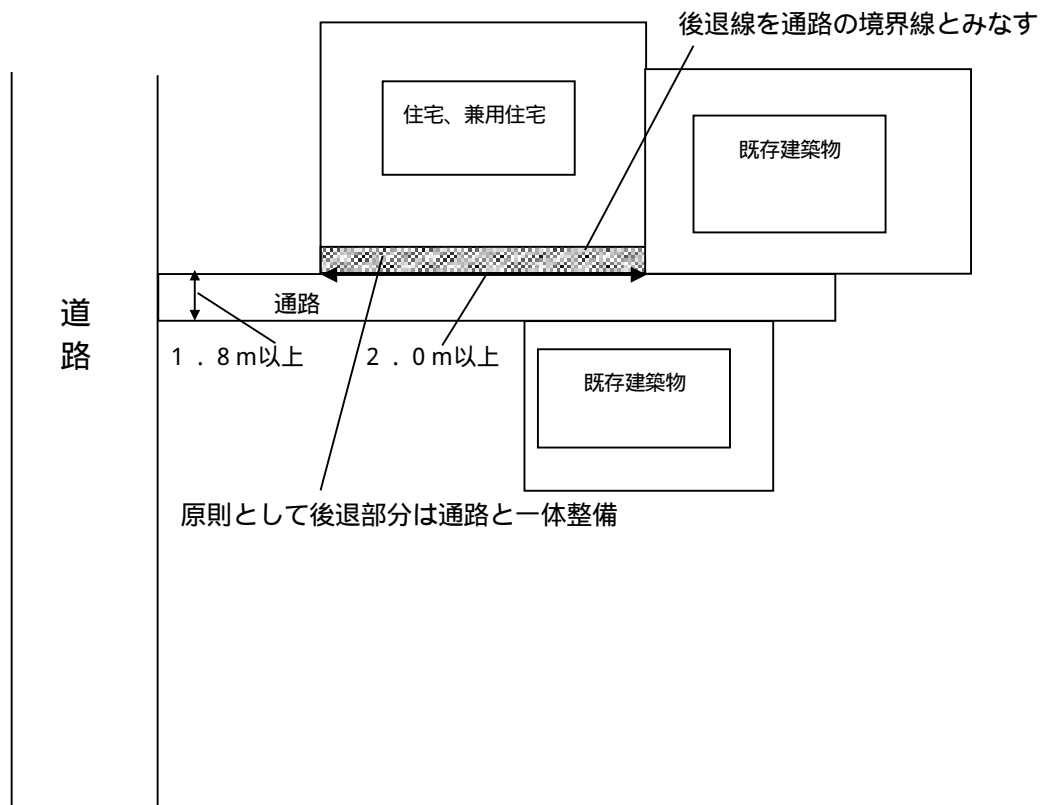 後退線を通路の境界線とみなす
住宅、兼用住宅
既存建築物
道路
通路
１．８ｍ以上
２．０ｍ以上
既存建築物
原則として後退部分は通路と一体整備